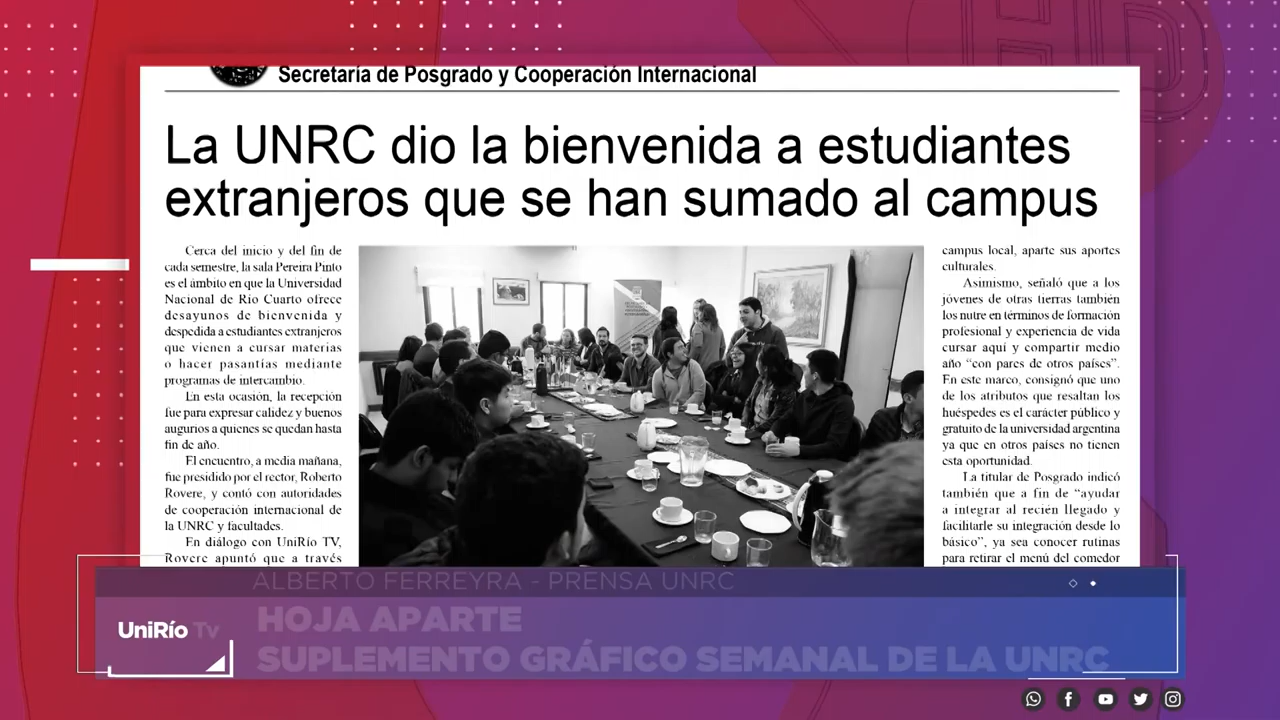 Secretaría de Posgrado y Cooperación Internacional
La UNRC dio la bienvenida a estudiantes
extranjeros que se han sumado al campus
Cerca del inicio y del fin de
cada semestre, la sala Pereira Pinto
es el ámbito en que la Universidad
Nacional de Río Cuarto ofrece
desayunos de bienvenida y
despedida a estudiantes extranjeros
que vienen a cursar materias
o hacer pasantías mediante
programas de intercambio.
En esta ocasión, la recepción
fue para expresar calidez y buenos
augurios a quienes se quedan hasta
fin de año.
El encuentro, a media mañana,
fue presidido por el rector, Roberto
Rovere, y contó con autoridades
de cooperación internacional de
la UNRC y facultades.
En diálogo con UniRío TV,
Rovere apuntó que a través
campus local, aparte sus aportes
culturales.
Asimismo, señaló que a los
jóvenes de otras tierras también
los nutre en términos de formación
profesional y experiencia de vida
cursar aquí y compartir medio
año “con pares de otros países”.
En este marco, consignó que uno
de los atributos que resaltan los
huéspedes es el carácter público y
gratuito de la universidad argentina
ya que en otros países no tienen
esta oportunidad.
La titular de Posgrado indicó
también que a fin de “ayudar
a integrar al recién llegado y
facilitarle su integración desde lo
básico”, ya sea conocer rutinas
para retirar el menú del comedor
ALBERTO FERREYRA - PRENSA UNRC
UniRío Tv
HOJA APARTE
SUPLEMENTO GRÁFICO SEMANAL DE LA UNRC